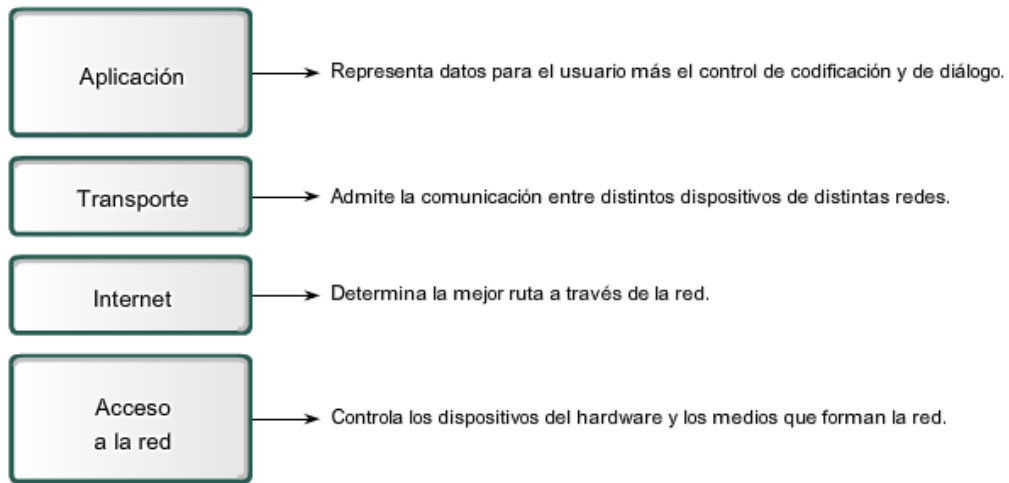 Aplicación
Representa datos para el usuario más el control de codificación y de diálogo.
Transporte
Admite la comunicación entre distintos dispositivos de distintas redes.
Internet
Determina la mejor ruta a través de la red.
Acceso
a la red
Controla los dispositivos del hardware y los medios que forman la red.